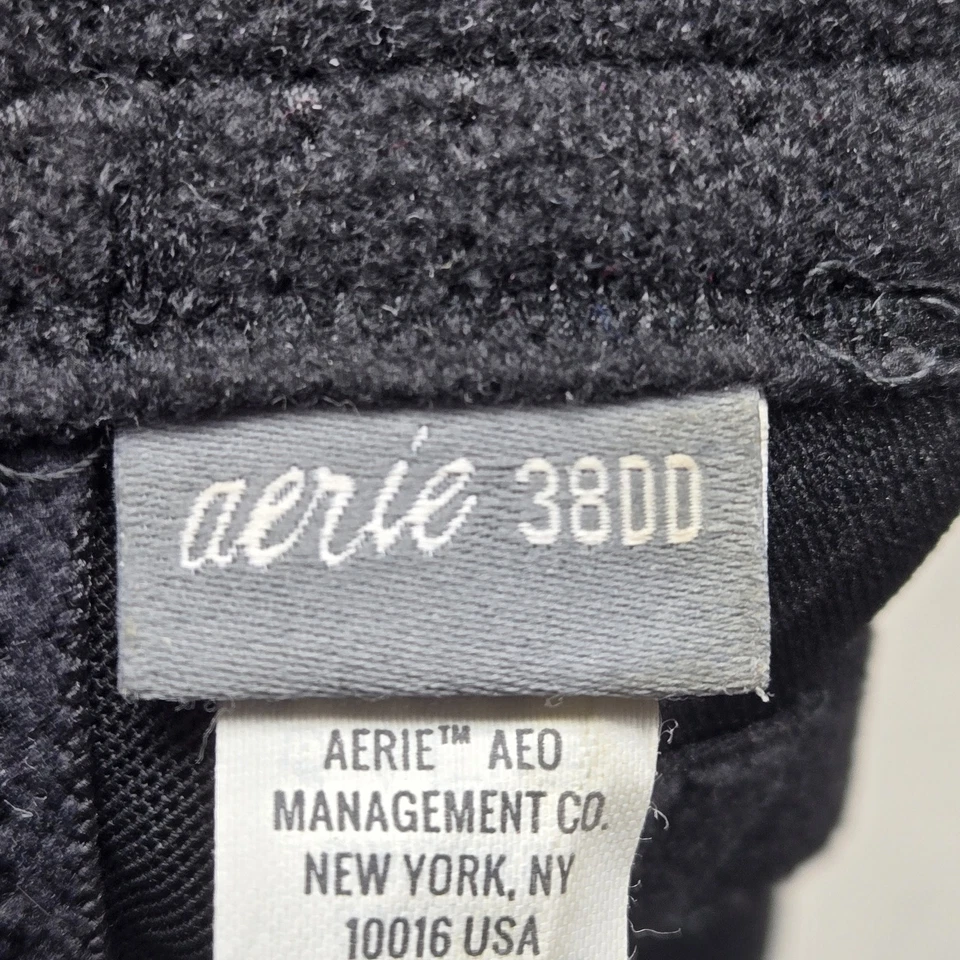 aerie 38DD
AERIE™ AEO
MANAGEMENT CO.
NEW YORK, NY
10016 USA